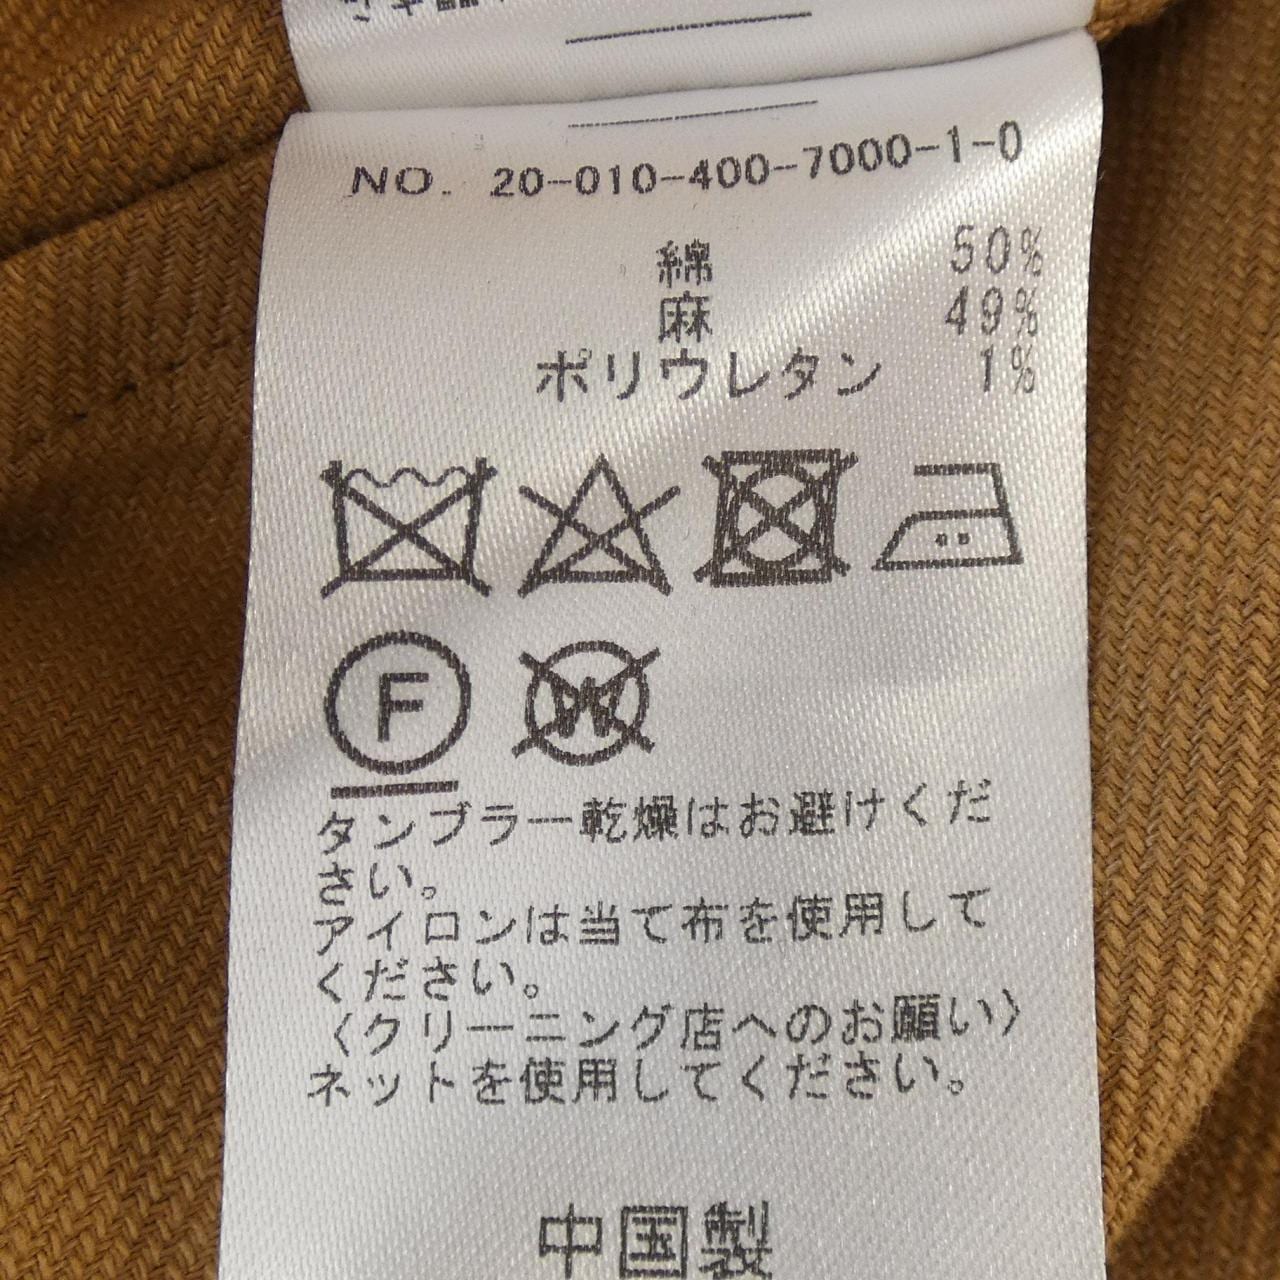 NO. 20-010-400-7000-1-0
綿 50%
麻 49%
ポリウレタン 1%
F
W
タンブラー乾燥はお避けくだ
さい。
アイロンは当て布を使用して
ください。
〈クリーニング店へのお願い〉
ネットを使用してください。
中国製